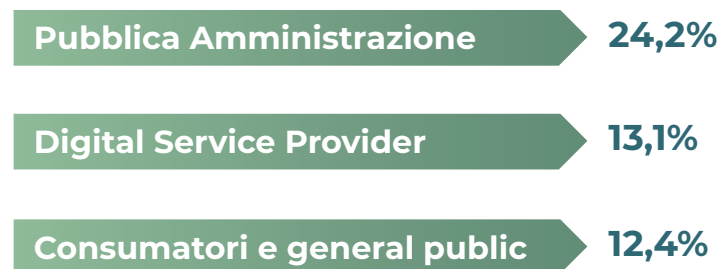 Pubblica Amministrazione 24,2%
Digital Service Provider 13,1%
Consumatori e general public 12,4%